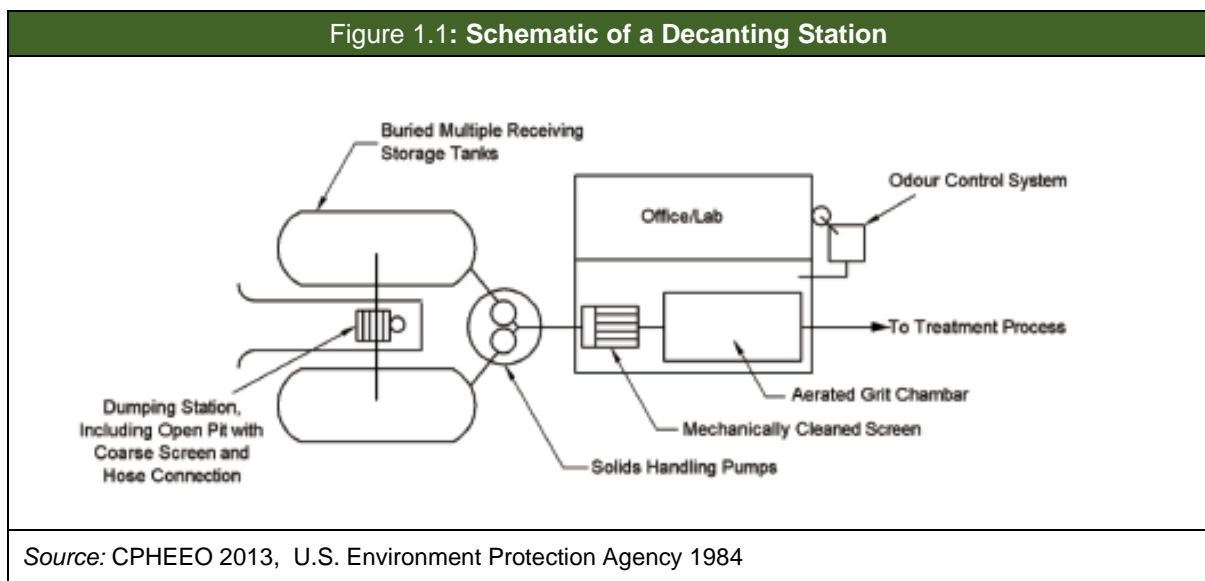 Figure 1.1: Schematic of a Decanting Station
Buried Multiple Receiving
Storage Tanks
Odour Control System
Office/Lab
To Treatment Process
Aerated Grit Chambar
Mechanically Cleaned Screen
Solids Handling Pumps
Dumping Station,
Including Open Pit with
Coarse Screen and
Hose Connection
Source: CPHEEO 2013, U.S. Environment Protection Agency 1984